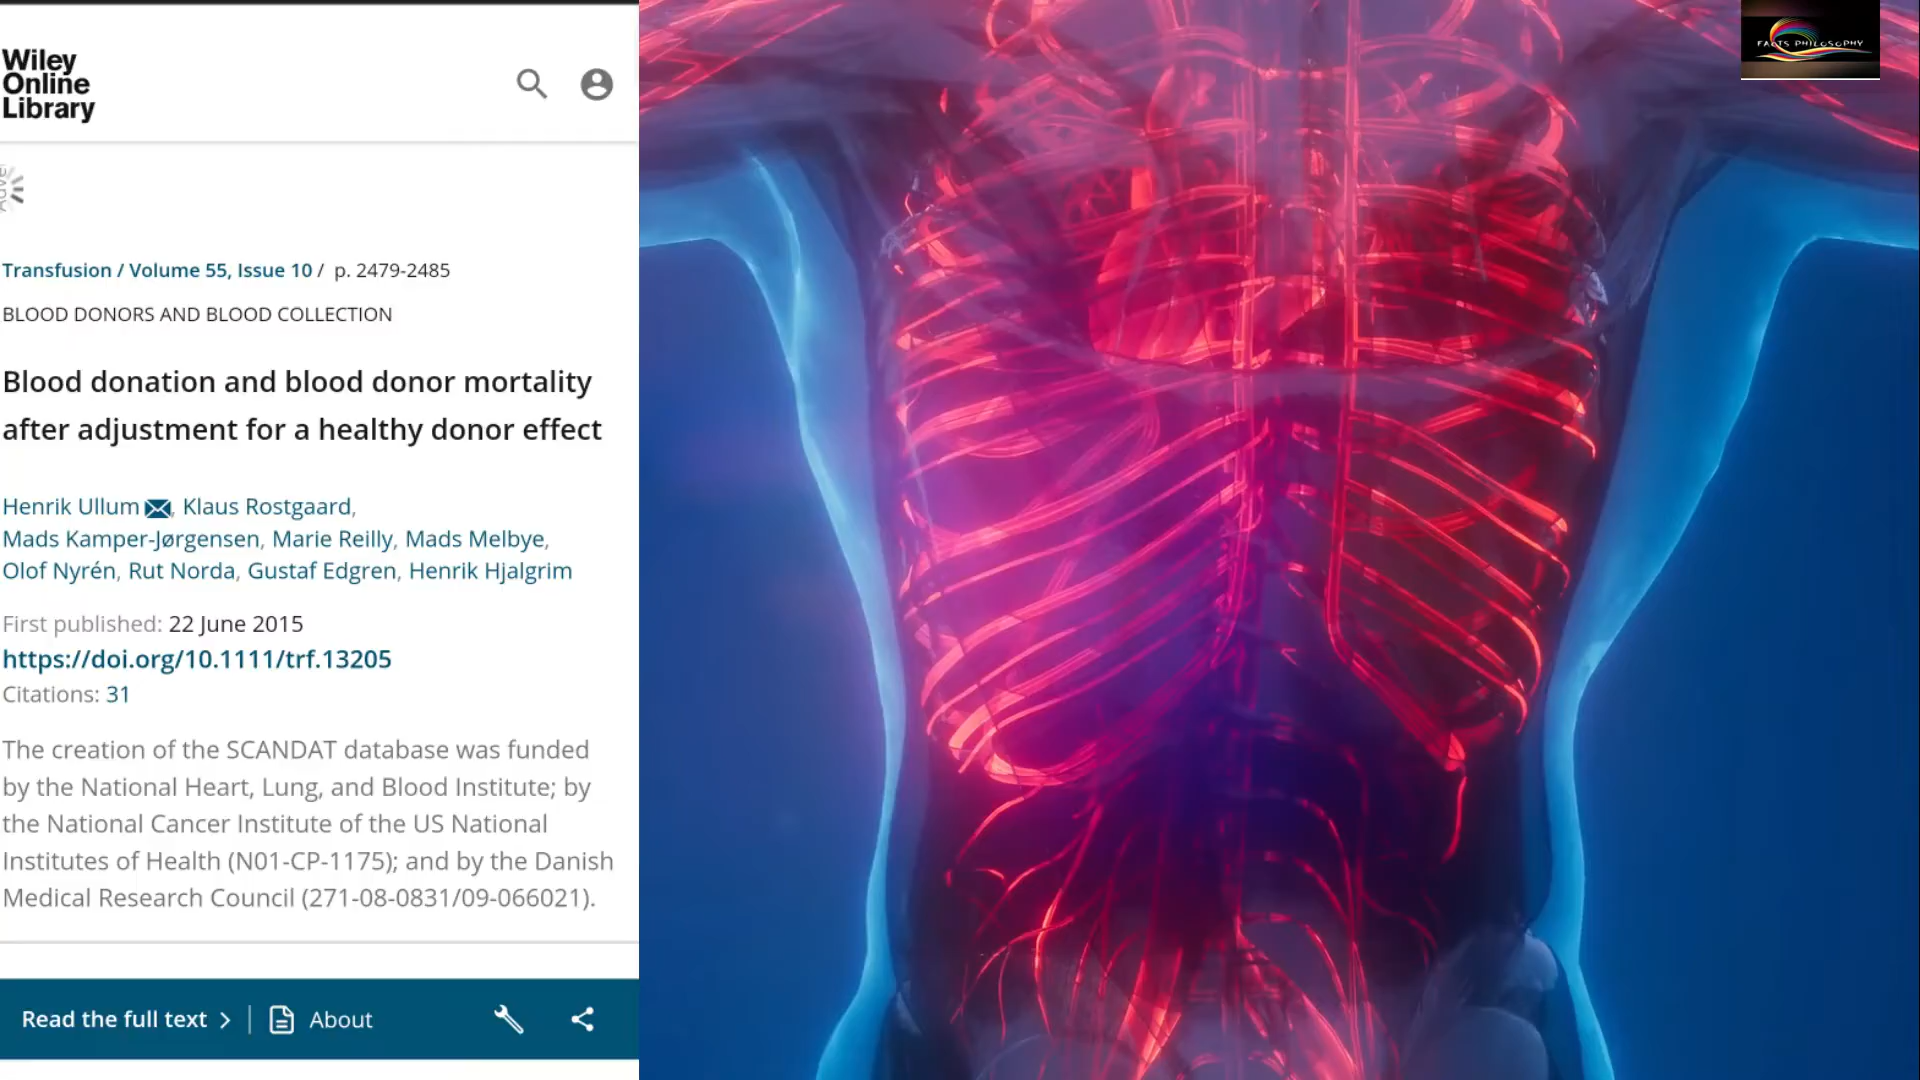 Wiley
Online
Library
Transfusion / Volume 55, Issue 10 / p. 2479-2485
BLOOD DONORS AND BLOOD COLLECTION
Blood donation and blood donor mortality
after adjustment for a healthy donor effect
Henrik Ullum, Klaus Rostgaard,
Mads Kamper-Jørgensen, Marie Reilly, Mads Melbye,
Olof Nyrén, Rut Norda, Gustaf Edgren, Henrik Hjalgrim
First published: 22 June 2015
https://doi.org/10.1111/trf.13205
Citations: 31
The creation of the SCANDAT database was funded
by the National Heart, Lung, and Blood Institute; by
the National Cancer Institute of the US National
Institutes of Health (N01-CP-1175); and by the Danish
Medical Research Council (271-08-0831/09-066021).
Read the full text
About
FACTS PHILOSOPHY